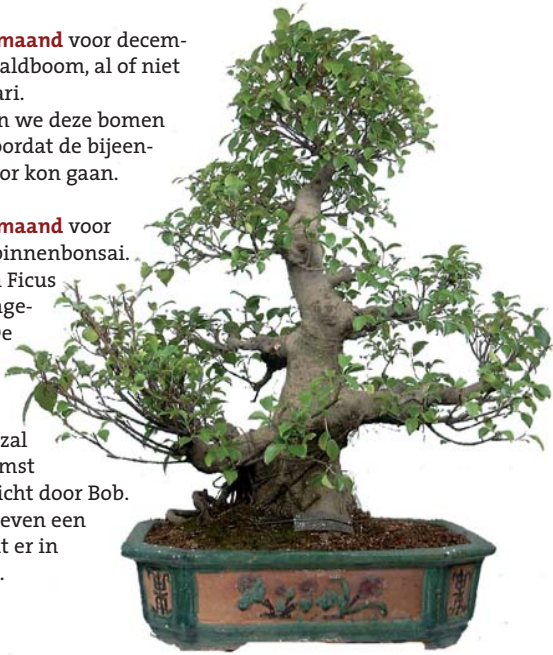 maand voor decem-
aldboom, al of niet
ari.
n we deze bomen
oordat de bijeen-
or kon gaan.
maand voor
binnenbonsai.
Ficus
nge-
e
zal
mst
icht door Bob.
even een
t er in
.